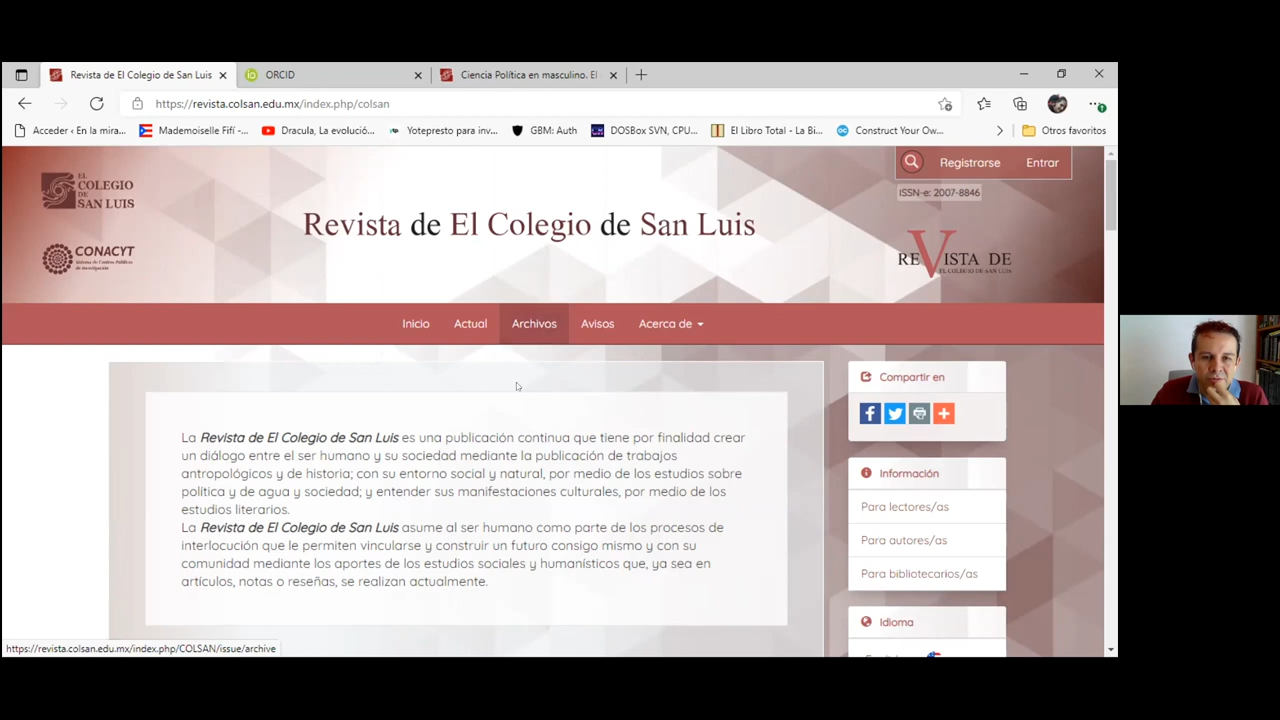 Revista de El Colegio de San Luis
ORCID
Ciencia Política en masculino. El
https://revista.colsan.edu.mx/index.php/colsan
Acceder ‹ En la mira...
Mademoiselle Fifí -...
Dracula, La evolució...
Yotepresto para inv...
GBM: Auth
DOSBox SVN, CPU...
El Libro Total - La Bi...
Construct Your Ow...
Otros favoritos
EL
COLEGIO
DE
SAN LUIS
CONACYT
Registrarse
Entrar
ISSN-e: 2007-8846
Revista de El Colegio de San Luis
REVISTA DE
EL COLEGIO DE SAN LUIS
Inicio
Actual
Archivos
Avisos
Acerca de
La Revista de El Colegio de San Luis es una publicación continua que tiene por finalidad crear
un diálogo entre el ser humano y su sociedad mediante la publicación de trabajos
antropológicos y de historia; con su entorno social y natural, por medio de los estudios sobre
política y de agua y sociedad; y entender sus manifestaciones culturales, por medio de los
estudios literarios.
La Revista de El Colegio de San Luis asume al ser humano como parte de los procesos de
interlocución que le permiten vincularse y construir un futuro consigo mismo y con su
comunidad mediante los aportes de los estudios sociales y humanísticos que, ya sea en
artículos, notas o reseñas, se realizan actualmente.
Compartir en
Información
Para lectores/as
Para autores/as
Para bibliotecarios/as
Idioma
https://revista.colsan.edu.mx/index.php/COLSAN/issue/archive